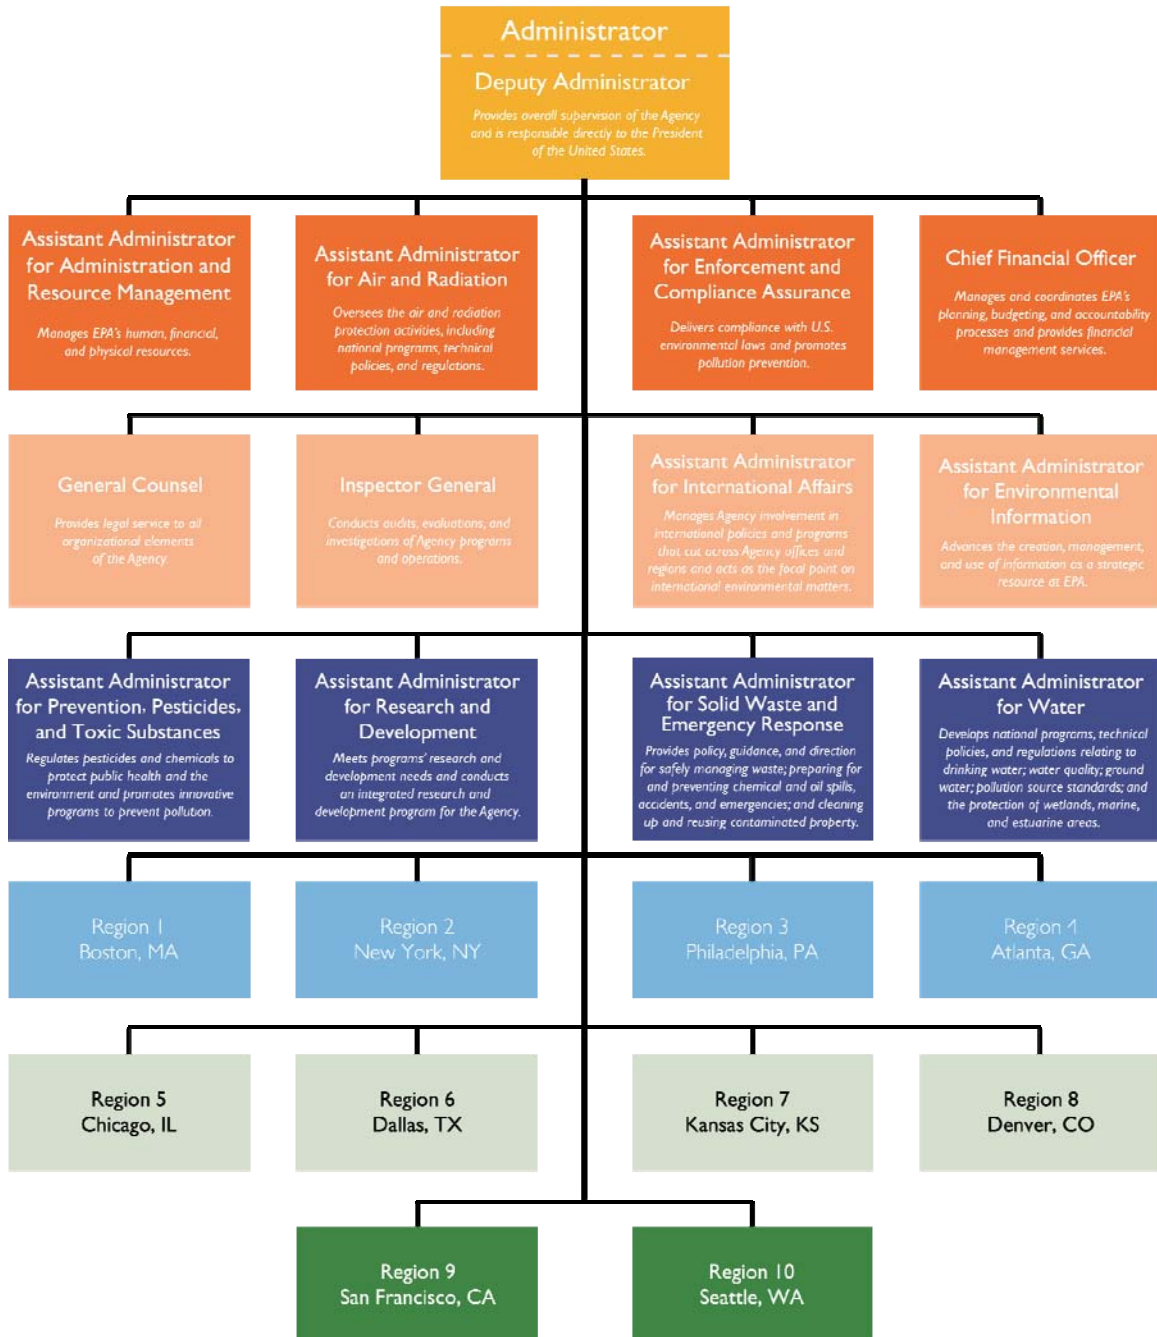 Administrator
Deputy Administrator
Provides overall supervision of the Agency
and is responsible directly to the President
of the United States.
Assistant Administrator
for Administration and
Resource Management
Manages EPA's human, financial,
and physical resources.
Assistant Administrator
for Air and Radiation
Oversees the air and radiation
protection activities, including
national programs, technical
policies, and regulations.
Assistant Administrator
for Enforcement and
Compliance Assurance
Delivers compliance with U.S.
environmental laws and promotes
pollution prevention.
Chief Financial Officer
Manages and coordinates EPA's
planning, budgeting, and accountability
processes and provides financial
management services.
General Counsel
Provides legal service to all
organizational elements
of the Agency.
Inspector General
Conducts audits, evaluations, and
investigations of Agency programs
and operations.
Assistant Administrator
for International Affairs
Manages Agency involvement in
international policies and programs
that cut across Agency offices and
regions and acts as the focal point on
international environmental matters.
Assistant Administrator
for Environmental
Information
Advances the creation, management,
and use of information as a strategic
resource at EPA.
Assistant Administrator
for Prevention, Pesticides,
and Toxic Substances
Regulates pesticides and chemicals to
protect public health and the
environment and promotes innovative
programs to prevent pollution.
Assistant Administrator
for Research and
Development
Meets programs' research and
development needs and conducts
an integrated research and
development program for the Agency.
Assistant Administrator
for Solid Waste and
Emergency Response
Provides policy, guidance, and direction
for safely managing waste; preparing for
and preventing chemical and oil spills,
accidents, and emergencies; and cleaning
up and reusing contaminated property.
Assistant Administrator
for Water
Develops national programs, technical
policies, and regulations relating to
drinking water; water quality; ground
water; pollution source standards; and
the protection of wetlands, marine,
and estuarine areas.
Region 1
Boston, MA
Region 2
New York, NY
Region 3
Philadelphia, PA
Region 4
Atlanta, GA
Region 5
Chicago, IL
Region 6
Dallas, TX
Region 7
Kansas City, KS
Region 8
Denver, CO
Region 9
San Francisco, CA
Region 10
Seattle, WA